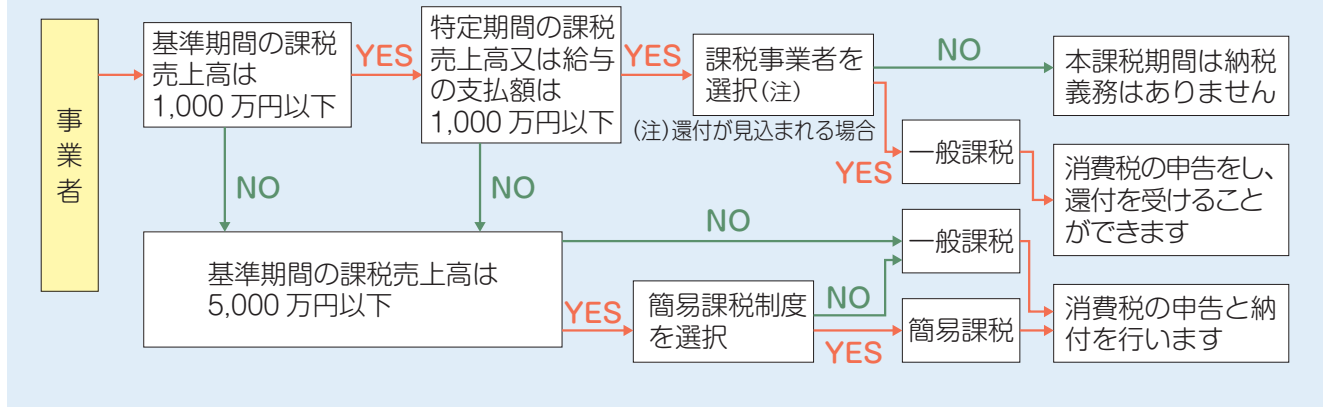 事業者
基準期間の課税
売上高は
1,000 万円以下
YES
特定期間の課税
売上高又は給与
の支払額は
1,000 万円以下
YES
課税事業者を
選択(注)
(注)還付が見込まれる場合
NO
本課税期間は納税
義務はありません
YES
一般課税
消費税の申告をし、
還付を受けること
ができます
NO
NO
基準期間の課税売上高は
5,000 万円以下
NO
一般課税
YES
簡易課税制度
を選択
NO
YES
簡易課税
消費税の申告と納
付を行います